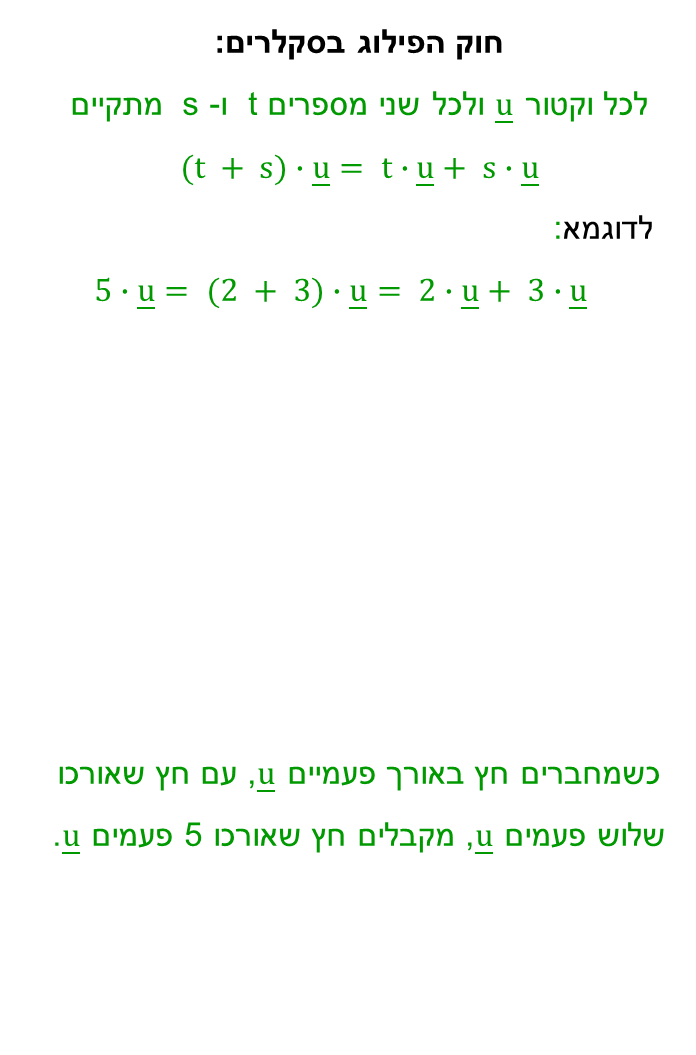 חוק הפילוג בסקלרים:
לכל וקטור u ולכל שני מספרים t ו- s מתקיים
(t + s) · u = t · u + s · u
לדוגמא:
5 · u = (2 + 3) · u = 2 · u + 3 · u
כשמחברים חץ באורך פעמיים u, עם חץ שאורכו
שלוש פעמים u, מקבלים חץ שאורכו 5 פעמים u.